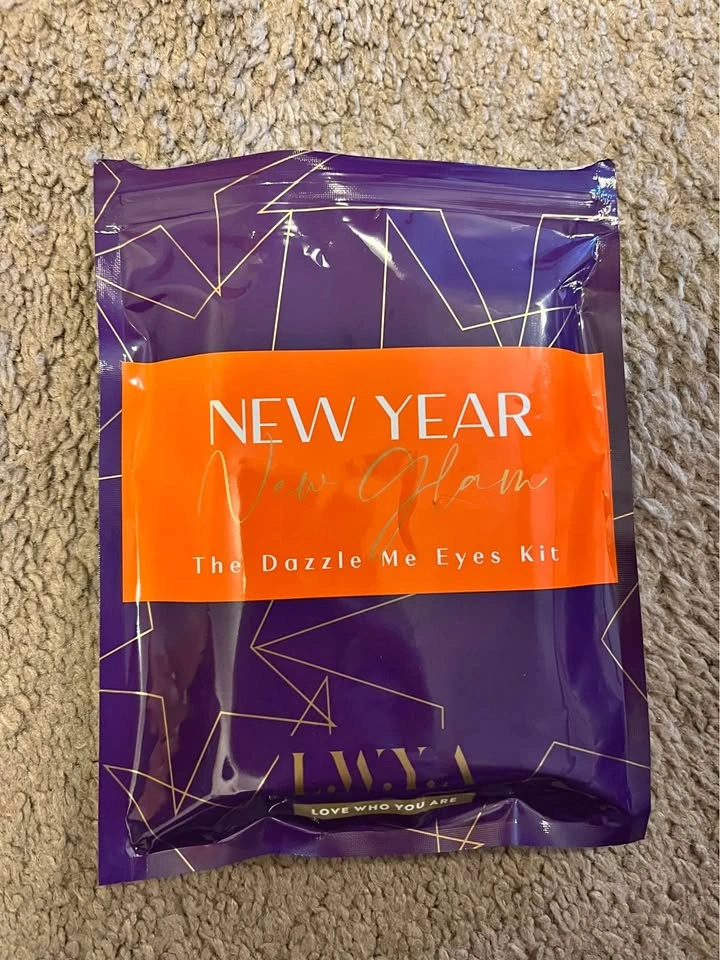 NEW YEAR
New Glam
The Dazzle Me Eyes Kit
L.W.Y.A
LOVE WHO YOU ARE